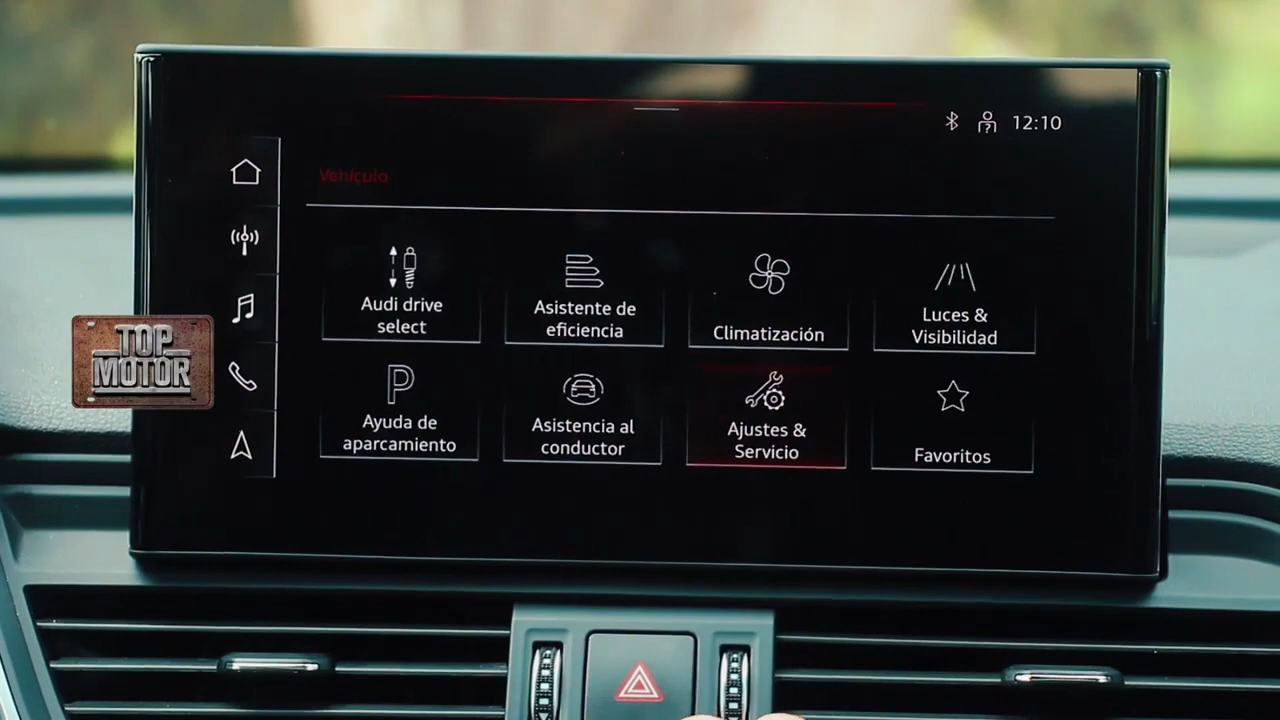 12:10
Vehículo
Audi drive
select
Asistente de
eficiencia
Climatización
Luces &
Visibilidad
P
Ayuda de
aparcamiento
Asistencia al
conductor
Ajustes &
Servicio
Favoritos
TOP
MOTOR